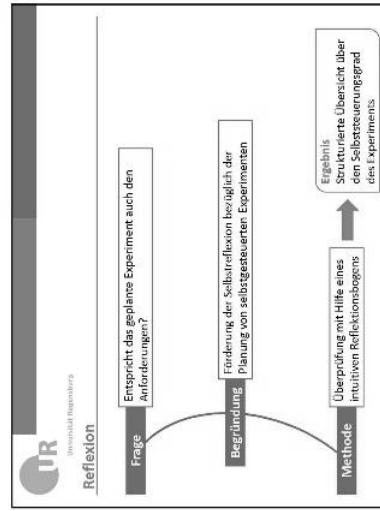 UR
Universität Regensburg
Reflexion
Frage
Entspricht das geplante Experiment auch den
Anforderungen?
Begründung
Förderung der Selbstreflexion bezüglich der
Planung von selbstgesteuerten Experimenten
Methode
Überprüfung mit Hilfe eines
intuitiven Reflektionsbogens
Ergebnis
Strukturierte Übersicht über
den Selbststeuerungsgrad
des Experiments